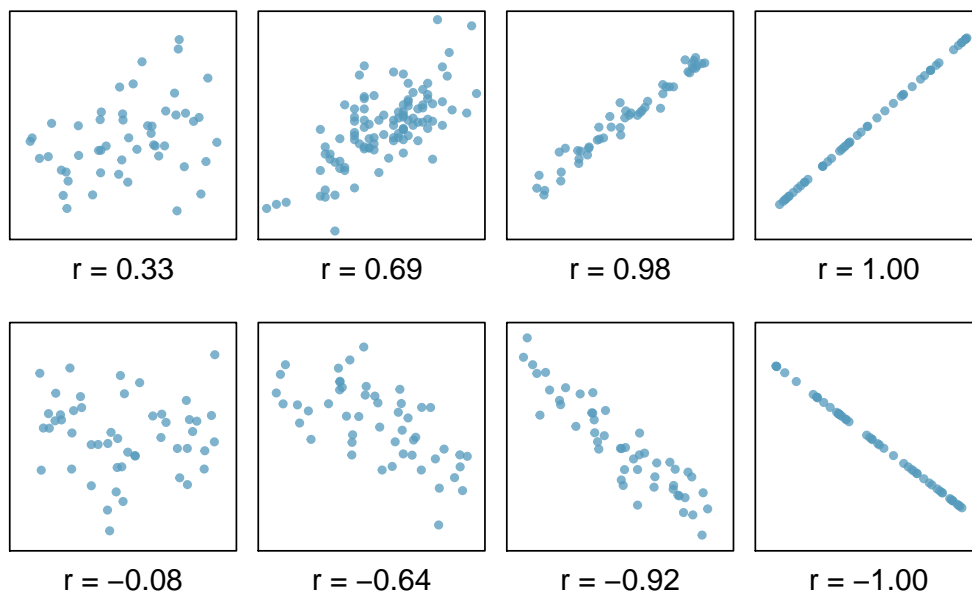 r = 0.33
r = 0.69
r = 0.98
r = 1.00
r = −0.08
r = −0.64
r = −0.92
r = −1.00